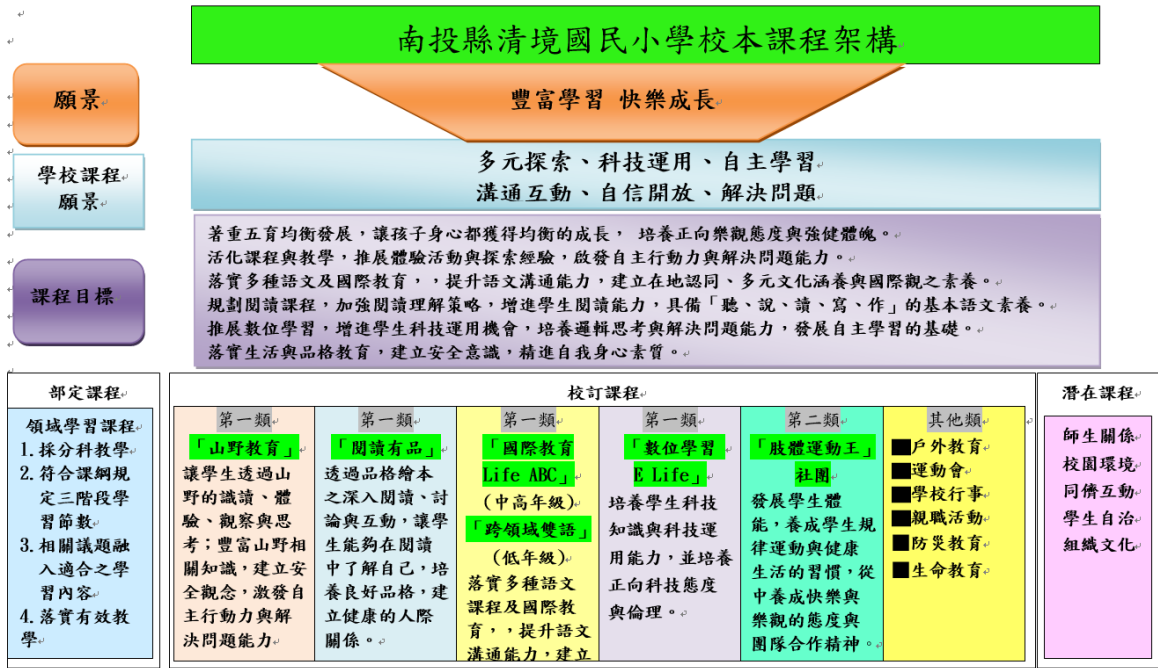 南投縣清境國民小學校本課程架構
願景
豐富學習 快樂成長
學校課程
願景
多元探索、科技運用、自主學習
溝通互動、自信開放、解決問題
課程目標
著重五育均衡發展，讓孩子身心都獲得均衡的成長， 培養正向樂觀態度與強健體魄。
活化課程與教學，推展體驗活動與探索經驗，啟發自主行動力與解決問題能力。
落實多種語文及國際教育，，提升語文溝通能力，建立在地認同、多元文化涵養與國際觀之素養。
規劃閱讀課程，加強閱讀理解策略，增進學生閱讀能力，具備「聽、說、讀、寫、作」的基本語文素養。
推展數位學習，增進學生科技運用機會，培養邏輯思考與解決問題能力，發展自主學習的基礎。
落實生活與品格教育，建立安全意識，精進自我身心素質。
部定課程
領域學習課程
1.採分科教學
2.符合課綱規
定三階段學
習節數
3.相關議題融
入適合之學
習內容
4.落實有效教
學
校訂課程
第一類
「山野教育」
讓學生透過山
野的識讀、體
驗、觀察與思
考；豐富山野相
關知識，建立安
全觀念，激發自
主行動力與解
決問題能力
第一類
「閱讀有品」
透過品格繪本
之深入閱讀、討
論與互動，讓學
生能夠在閱讀
中了解自己，培
養良好品格，建
立健康的人際
關係。
第一類
「國際教育
Life ABC」
(中高年級)
「跨領域雙語」
(低年級)
落實多種語文
課程及國際教
育，，提升語文
溝通能力，建立
第一類
「數位學習
E Life」
培養學生科技
知識與科技運
用能力，並培養
正向科技態度
與倫理。
第二類
「肢體運動王」
社團
發展學生體
能，養成學生規
律運動與健康
生活的習慣，從
中養成快樂與
樂觀的態度與
團隊合作精神。
其他類
■戶外教育
■運動會
■學校行事
■親職活動
■防災教育
■生命教育
潛在課程
師生關係
校園環境
同儕互動
學生自治
組織文化